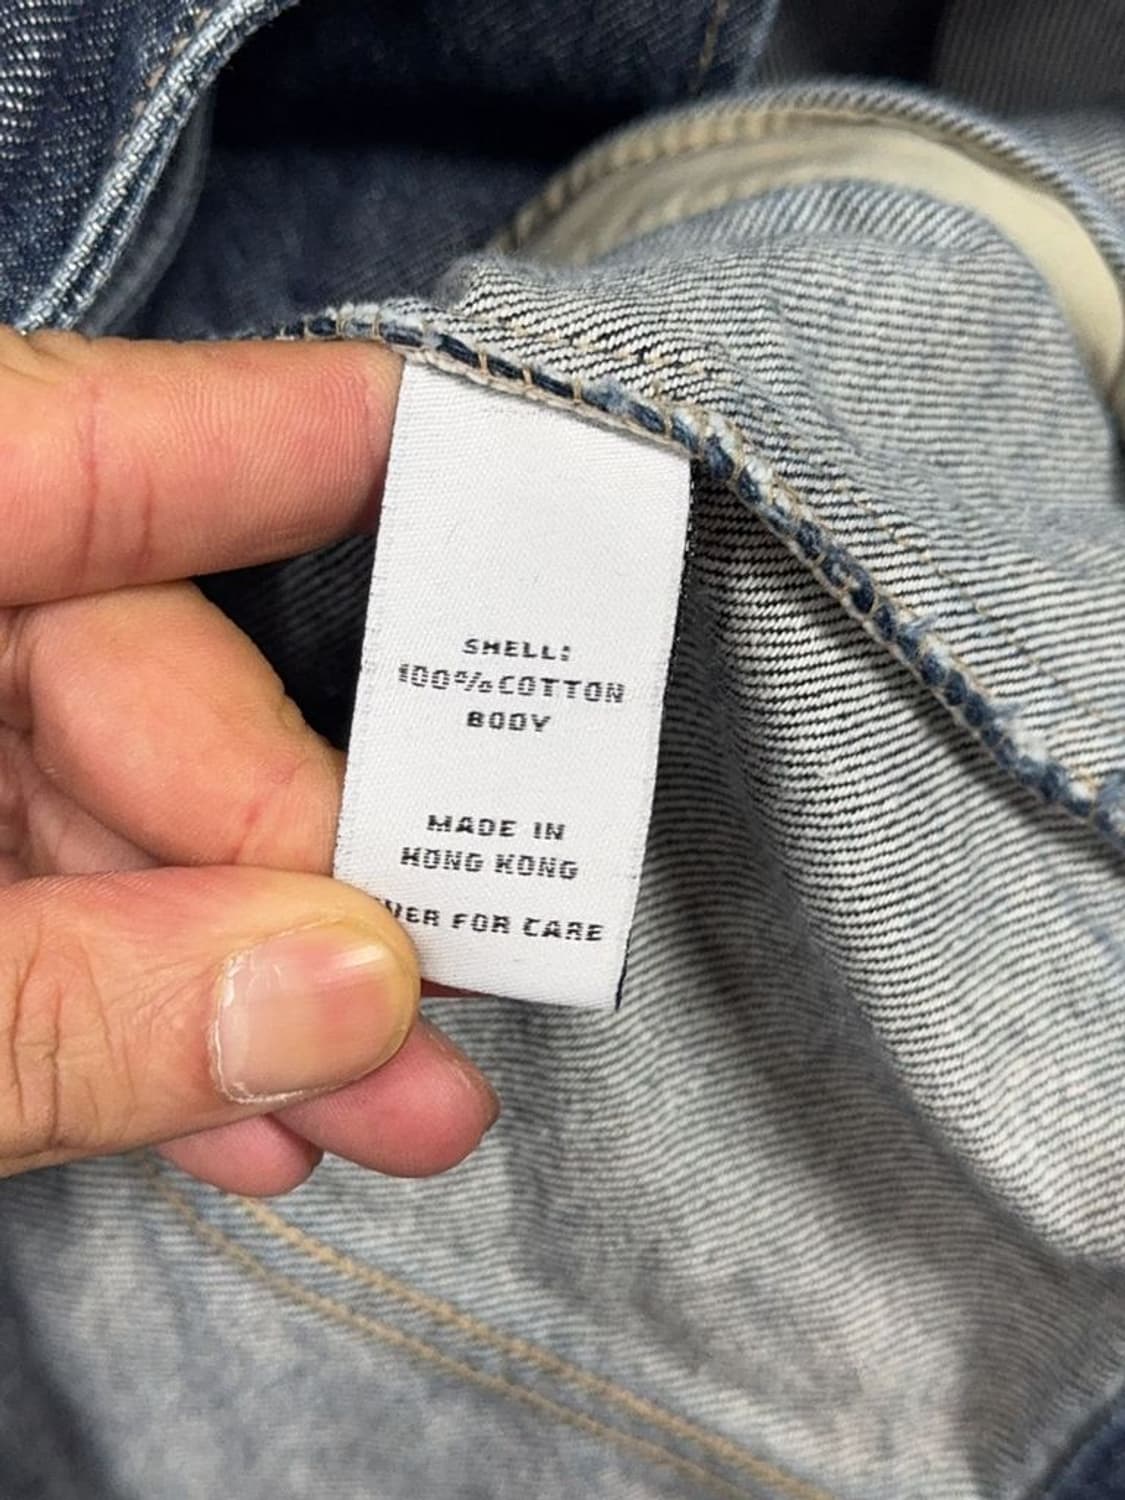 SHELL:
100% COTTON
BODY
MADE IN
HONG KONG
FOR CARE